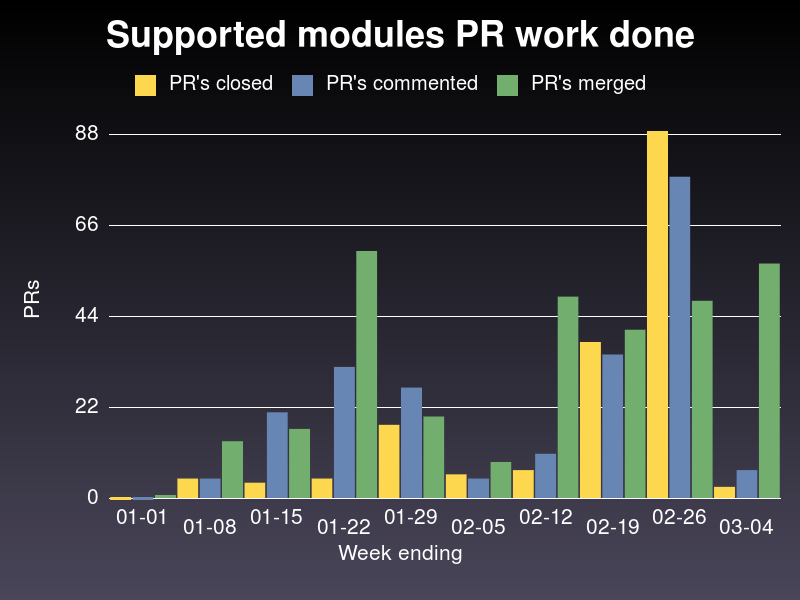 Supported modules PR work done
PR's closed PR's commented PR's merged
88
66
44
22
0
PRs
01-01 01-08 01-15 01-22 01-29 02-05 02-12 02-19 02-26 03-04
Week ending